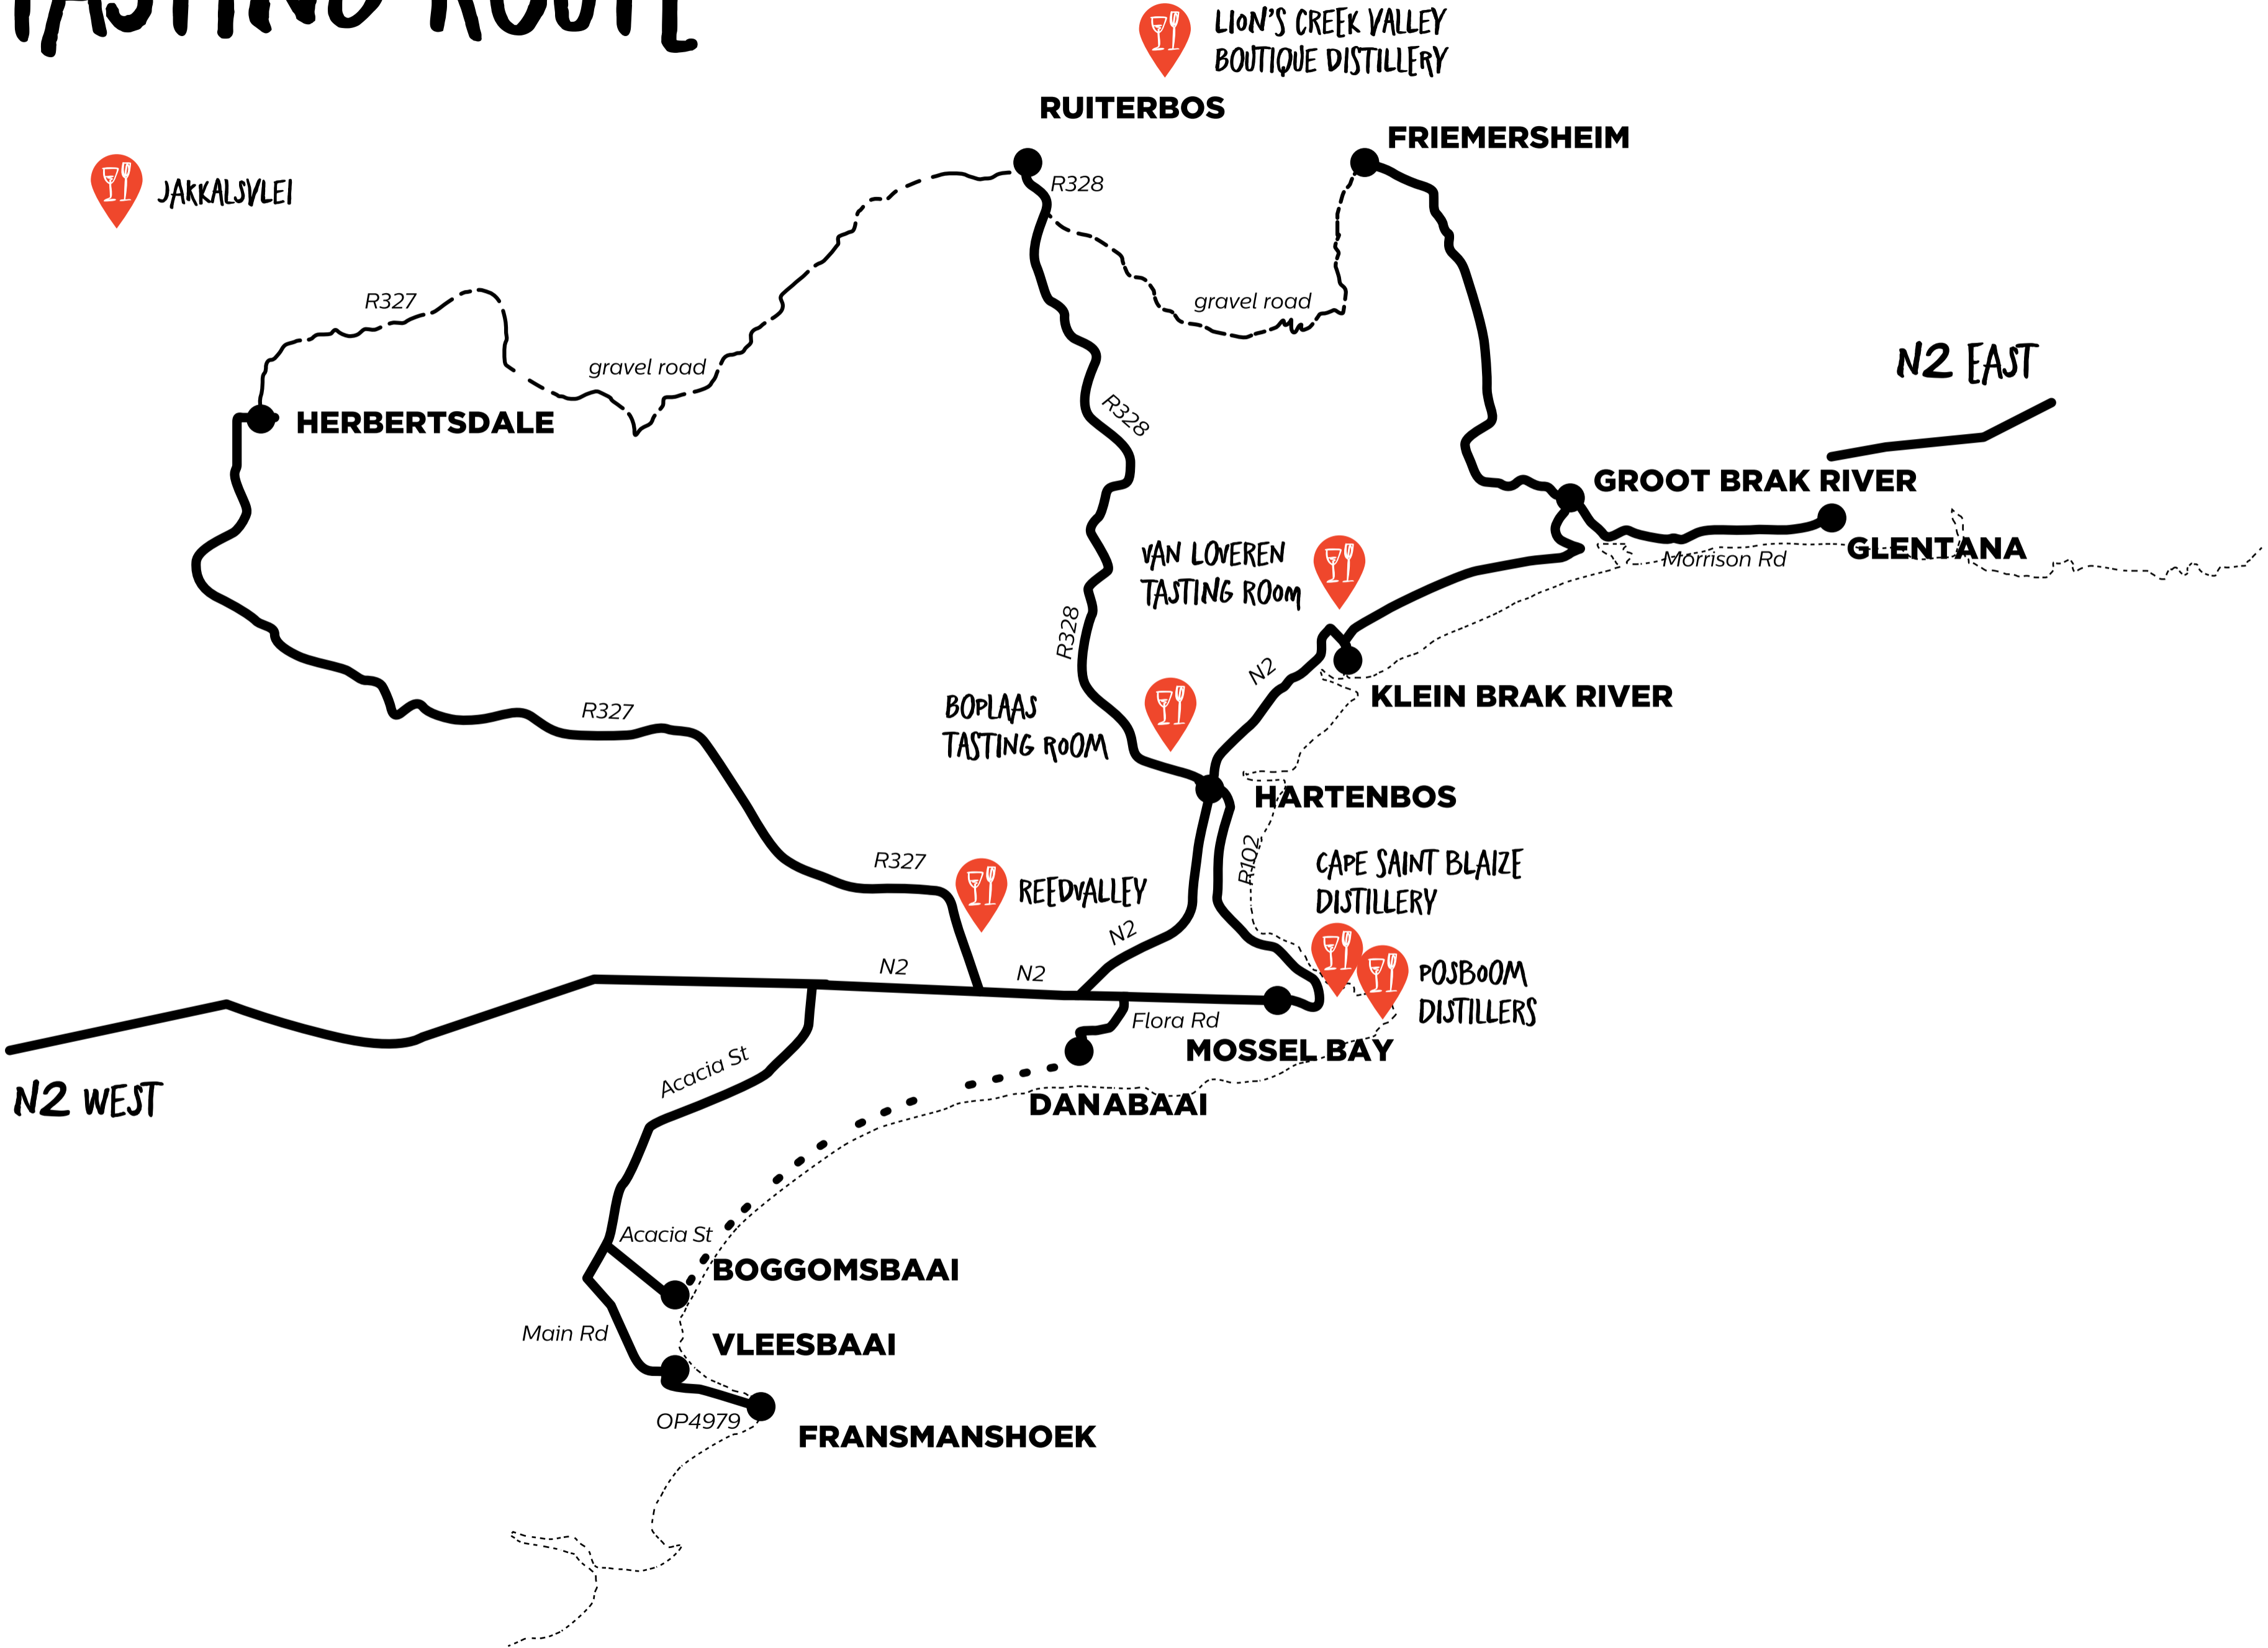 TASTING ROUTE
LION'S CREEK VALLEY
BOUTIQUE DISTILLERY
RUITERBOS
FRIEMERSHEIM
JAKKALSVLEI
R328
R327
gravel road
gravel road
N2 EAST
HERBERTSDALE
R328
GROOT BRAK RIVER
GLENTANA
Morrison Rd
VAN LOVEREN
TASTING ROOM
R328
N2
KLEIN BRAK RIVER
R327
BOPLAAS
TASTING ROOM
HARTENBOS
R102
CAPE SAINT BLAIZE
DISTILLERY
R327
REEDVALLEY
N2
N2
N2
POSBOOM
DISTILLERS
Flora Rd
MOSSEL BAY
N2 WEST
Acacia St
DANABAAI
Acacia St
BOGGOMSBAAI
Main Rd
VLEESBAAI
OP4979
FRANSMANSHOEK